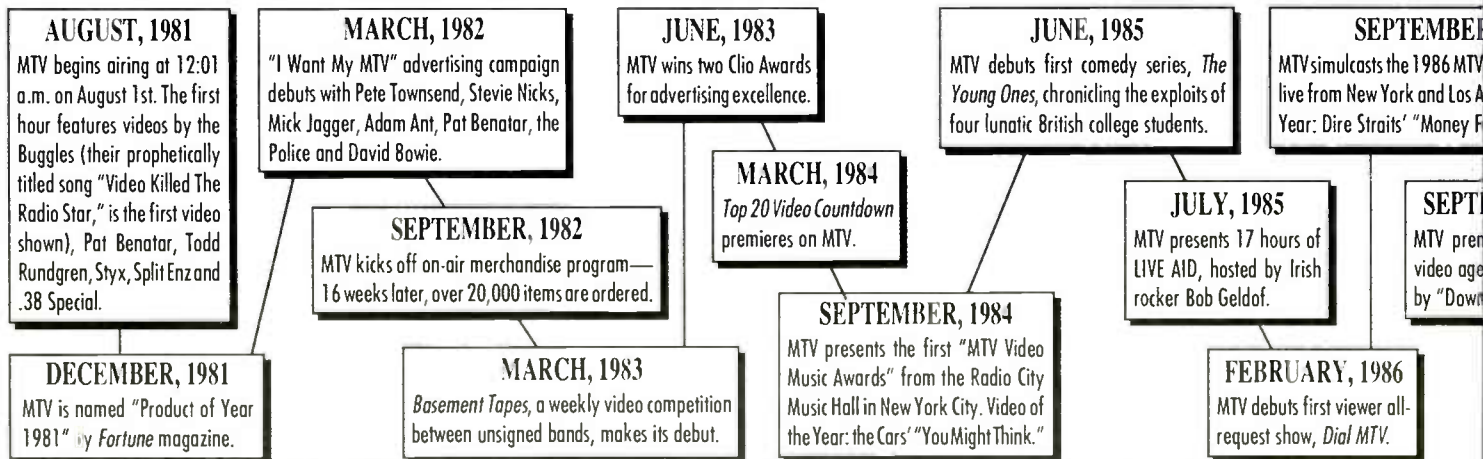 AUGUST, 1981
MTV begins airing at 12:01
a.m. on August 1st. The first
hour features videos by the
Buggles (their prophetically
titled song "Video Killed The
Radio Star," is the first video
shown), Pat Benatar, Todd
Rundgren, Styx, Split Enz and
.38 Special.
DECEMBER, 1981
MTV is named "Product of Year
1981" by Fortune magazine.
MARCH, 1982
"I Want My MTV" advertising campaign
debuts with Pete Townsend, Stevie Nicks,
Mick Jagger, Adam Ant, Pat Benatar, the
Police and David Bowie.
SEPTEMBER, 1982
MTV kicks off on-air merchandise program—
16 weeks later, over 20,000 items are ordered.
MARCH, 1983
Basement Tapes, a weekly video competition
between unsigned bands, makes its debut.
JUNE, 1983
MTV wins two Clio Awards
for advertising excellence.
MARCH, 1984
Top 20 Video Countdown
premieres on MTV.
SEPTEMBER, 1984
MTV presents the first "MTV Video
Music Awards" from the Radio City
Music Hall in New York City. Video of
the Year: the Cars' "You Might Think."
JUNE, 1985
MTV debuts first comedy series, The
Young Ones, chronicling the exploits of
four lunatic British college students.
JULY, 1985
MTV presents 17 hours of
LIVE AID, hosted by Irish
rocker Bob Geldof.
FEBRUARY, 1986
MTV debuts first viewer all-
request show, Dial MTV.
SEPTEMBER
MTV simulcasts the 1986 MTV
live from New York and Los
Year: Dire Straits' "Money
MTV
video
by